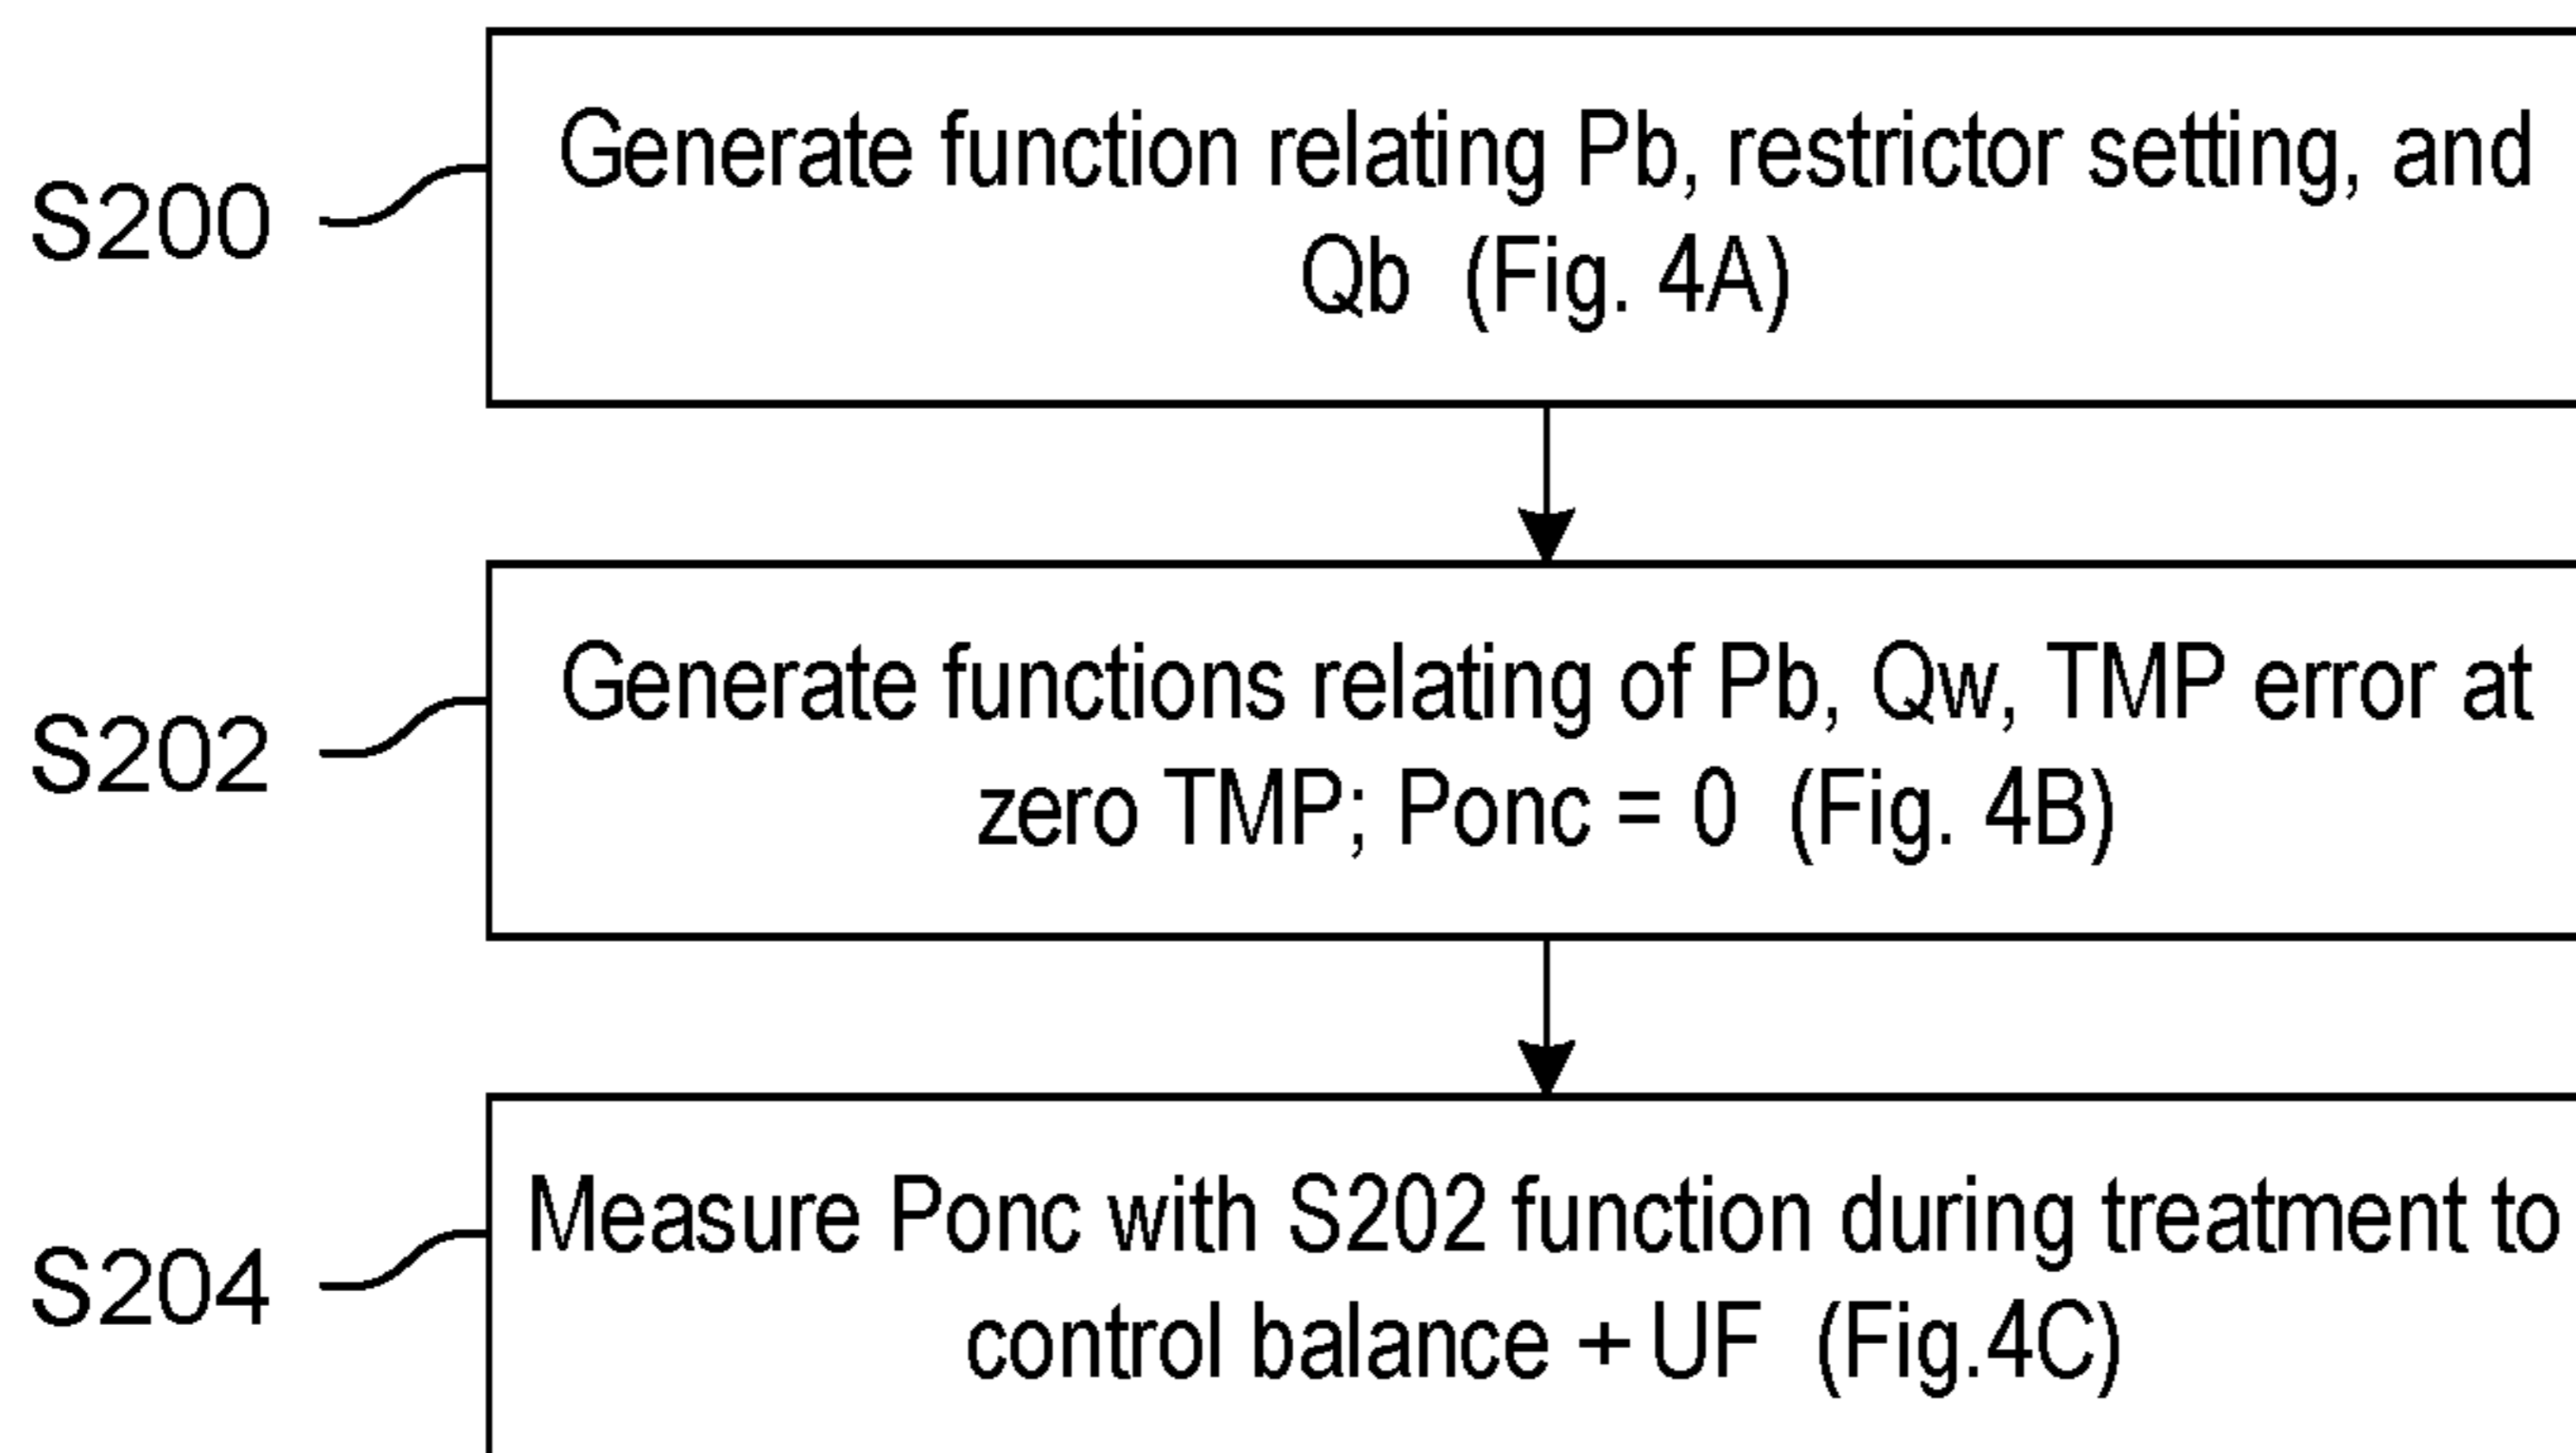 S200
Generate function relating Pb, restrictor setting, and
Qb (Fig. 4A)
S202
Generate functions relating of Pb, Qw, TMP error at
zero TMP; Ponc = 0 (Fig. 4B)
S204
Measure Ponc with S202 function during treatment to
control balance + UF (Fig.4C)